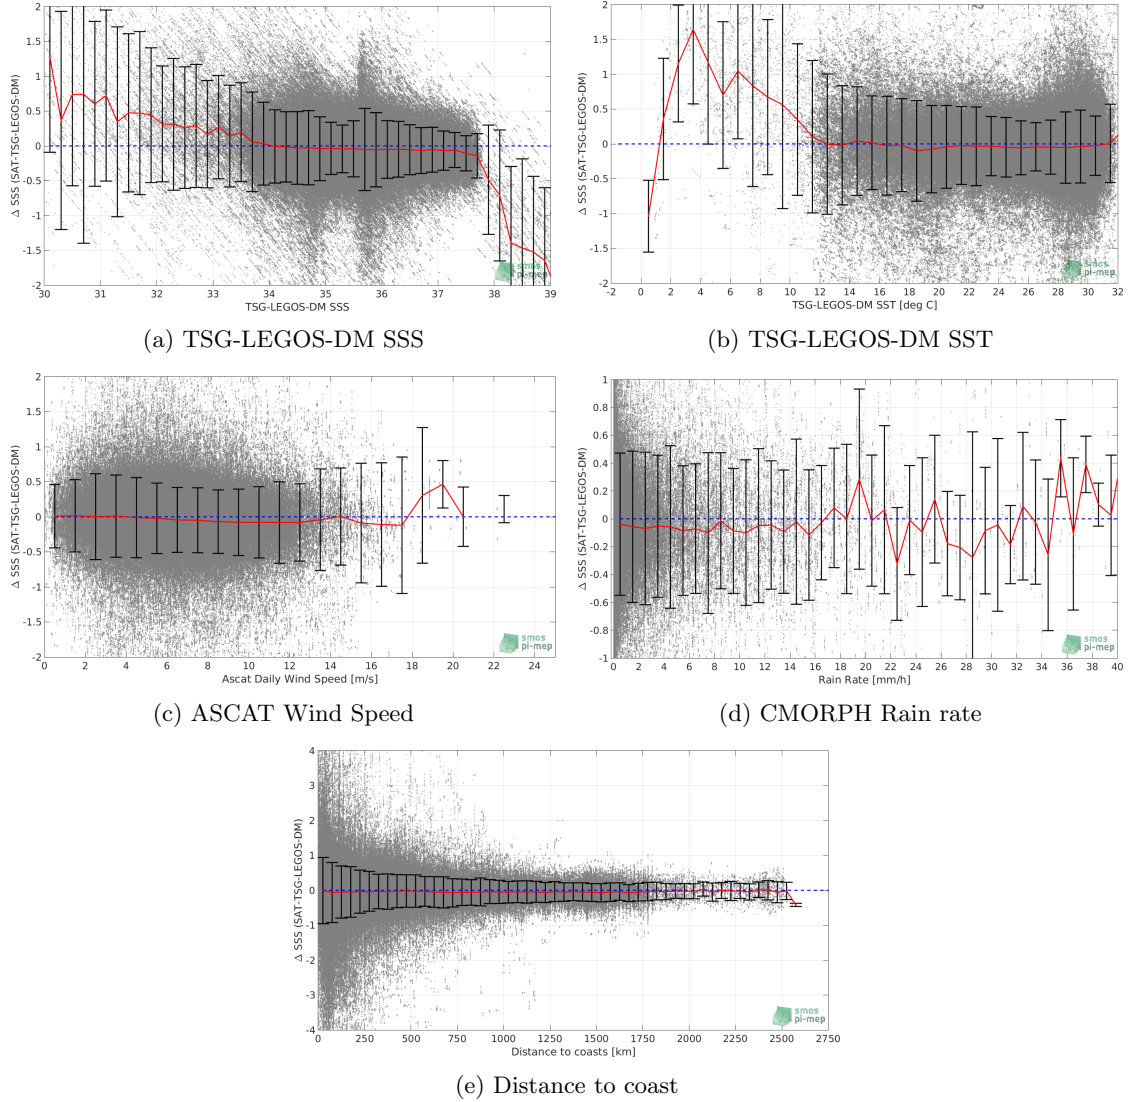 2
1.5
1
0.5
0
-0.5
-1
-1.5
-2
Δ SSS (SAT-TSG-LEGOS-DM)
30 31 32 33 34 35 36 37 38 39
TSG-LEGOS-DM SSS
smos
pi-mep
(a) TSG-LEGOS-DM SSS
2
1.5
1
0.5
0
-0.5
-1
-1.5
-2
Δ SSS (SAT-TSG-LEGOS-DM)
-2 0 2 4 6 8 10 12 14 16 18 20 22 24 26 28 30 32
TSG-LEGOS-DM SST [deg C]
smos
pi-mep
(b) TSG-LEGOS-DM SST
2
1.5
1
0.5
0
-0.5
-1
-1.5
-2
Δ SSS (SAT-TSG-LEGOS-DM)
0 2 4 6 8 10 12 14 16 18 20 22 24
Ascat Daily Wind Speed [m/s]
smos
pi-mep
(c) ASCAT Wind Speed
1
0.8
0.6
0.4
0.2
0
-0.2
-0.4
-0.6
-0.8
-1
Δ SSS (SAT-TSG-LEGOS-DM)
0 2 4 6 8 10 12 14 16 18 20 22 24 26 28 30 32 34 36 38 40
Rain Rate [mm/h]
smos
pi-mep
(d) CMORPH Rain rate
4
3
2
1
0
-1
-2
-3
-4
Δ SSS (SAT-TSG-LEGOS-DM)
0 250 500 750 1000 1250 1500 1750 2000 2250 2500 2750
Distance to coasts [km]
smos
pi-mep
(e) Distance to coast